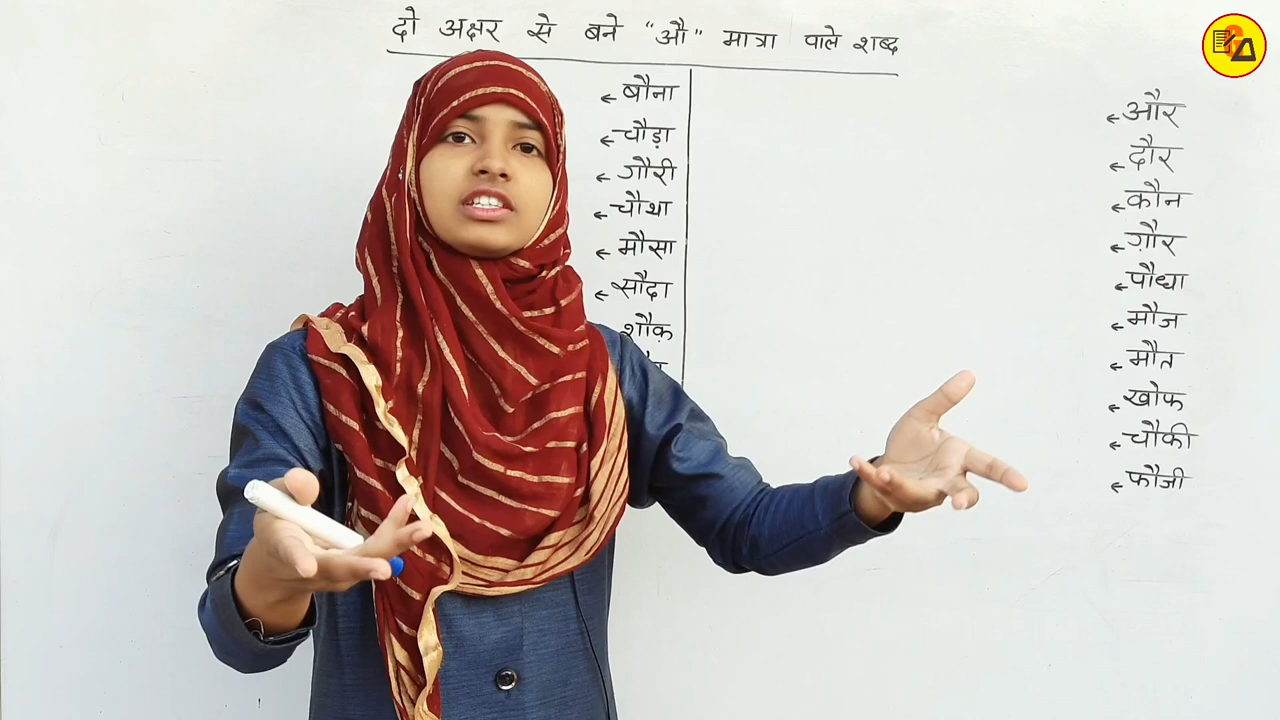 दो अक्षर से बने "औ" मात्रा वाले शब्द
बौना
चौड़ा
गौरी
चौथा
मौसा
सौदा
शौक़
और
दौर
कौन
ग़ौर
पौधा
मौज
मौत
खौफ
चौकी
फौजी